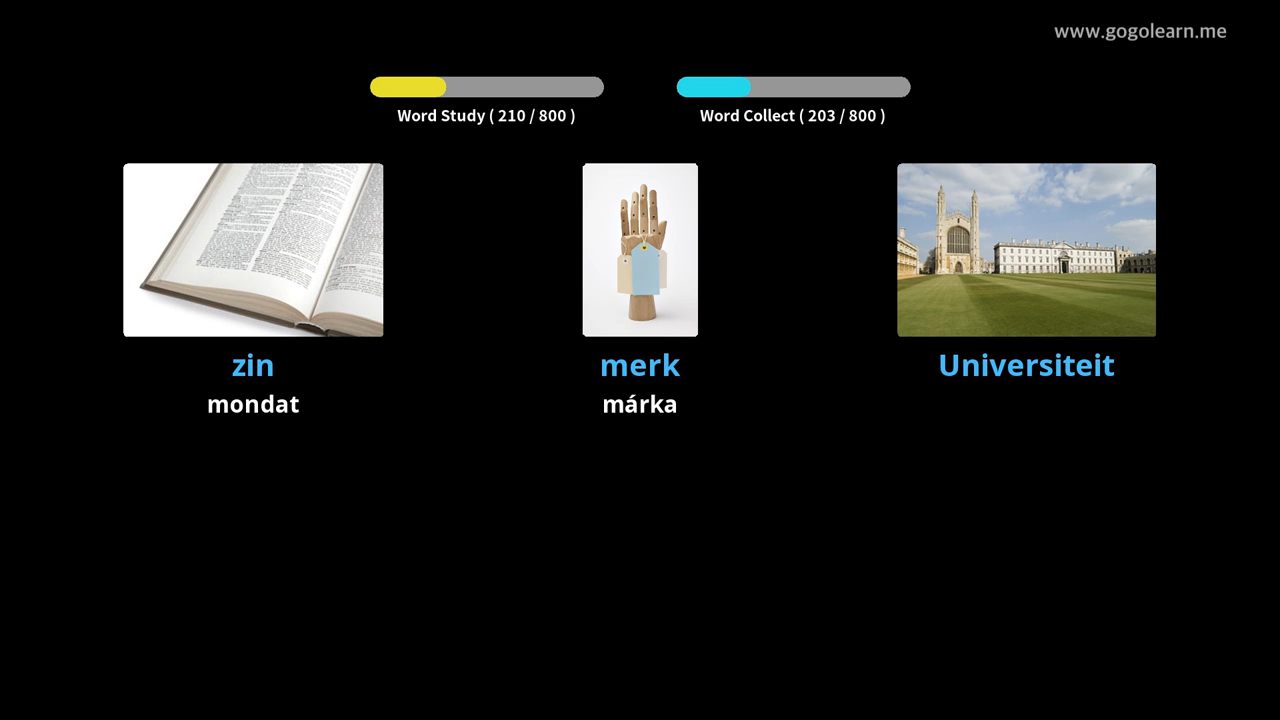 www.gogolearn.me
Word Study ( 210 / 800 )
Word Collect ( 203 / 800 )
zin
merk
Universiteit
mondat
márka